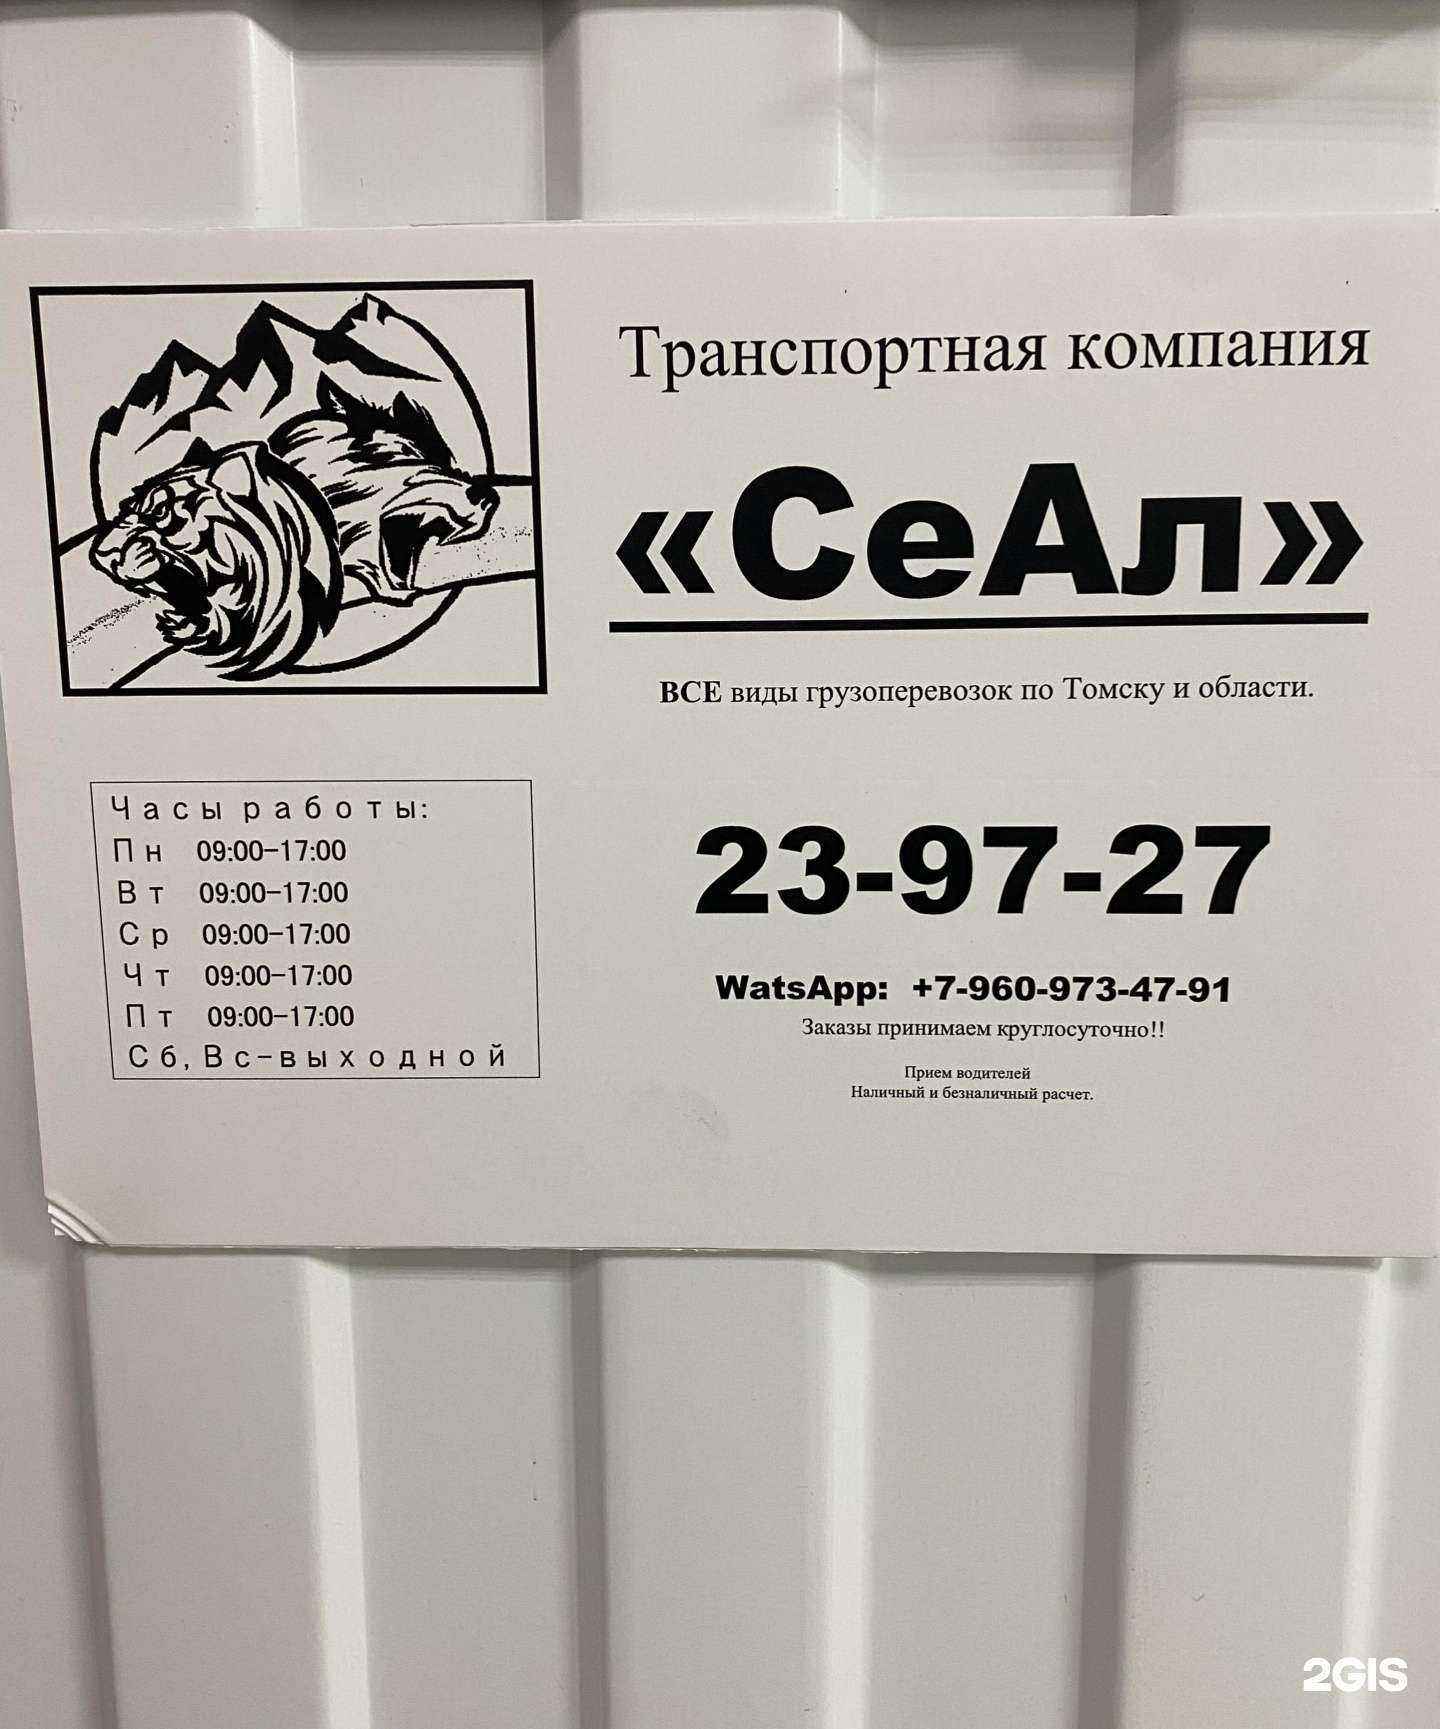 Транспортная компания
«СеАл»
ВСЕ виды грузоперевозок по Томску и области.
Часы работы:
Пн 09:00-17:00
Вт 09:00-17:00
Ср 09:00-17:00
Чт 09:00-17:00
Пт 09:00-17:00
Сб, Вс-выходной
23-97-27
WatsApp: +7-960-973-47-91
Заказы принимаем круглосуточно!!
Прием водителей
Наличный и безналичный расчет.
2GIS